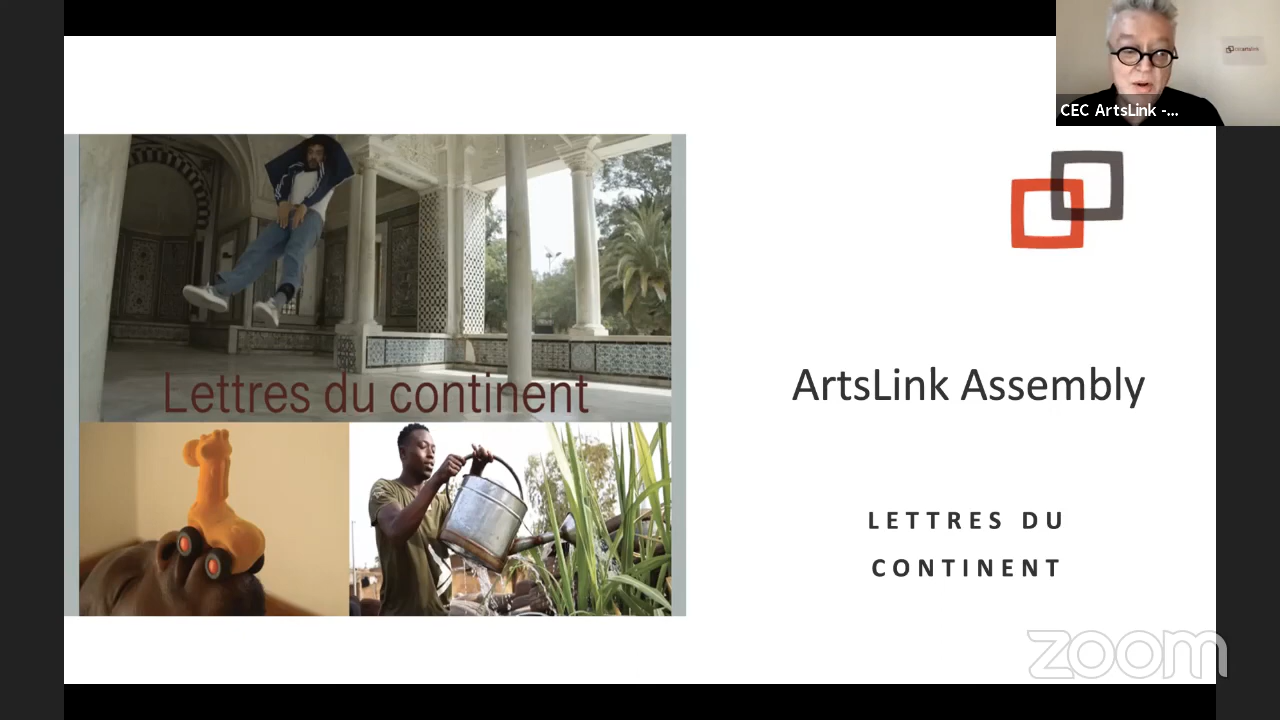 CEC ArtsLink -...
Lettres du continent
ArtsLink Assembly
LETTRES DU
CONTINENT
zoom